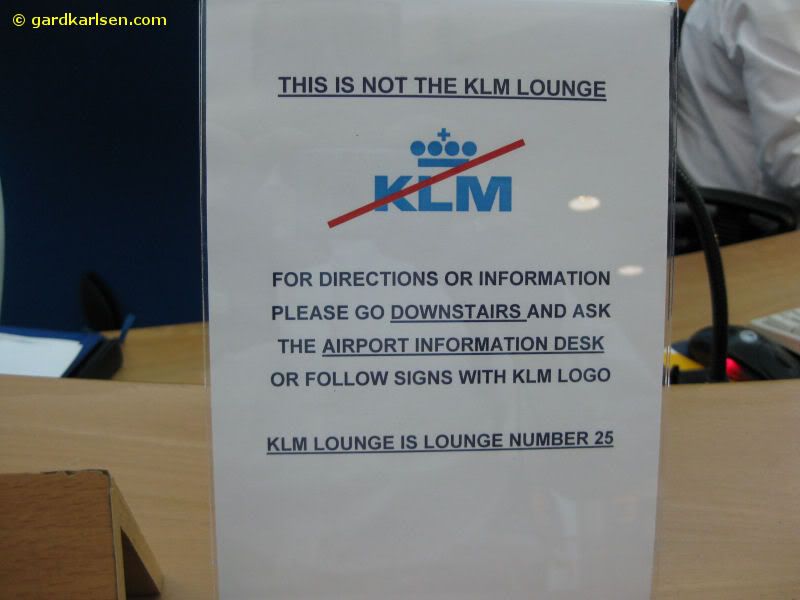 © gardkarlsen.com
THIS IS NOT THE KLM LOUNGE
KLM
FOR DIRECTIONS OR INFORMATION
PLEASE GO DOWNSTAIRS AND ASK
THE AIRPORT INFORMATION DESK
OR FOLLOW SIGNS WITH KLM LOGO
KLM LOUNGE IS LOUNGE NUMBER 25